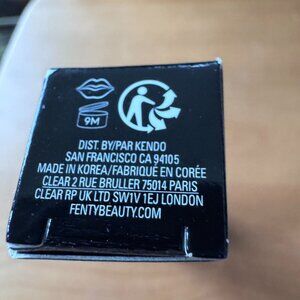 9M
DIST. BY/PAR KENDO
SAN FRANCISCO CA 94105
MADE IN KOREA/FABRIQUÉ EN CORÉE
CLEAR 2 RUE BRULLER 75014 PARIS
CLEAR RP UK LTD SW1V 1EJ LONDON
FENTYBEAUTY.COM